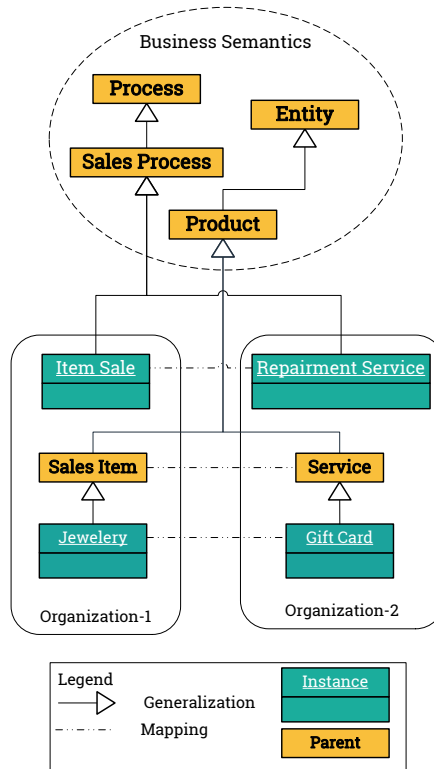 Business Semantics
Process
Entity
Sales Process
Product
Item Sale
Repairment Service
Sales Item
Service
Jewelery
Gift Card
Organization-1
Organization-2
Legend
Generalization
Mapping
Instance
Parent